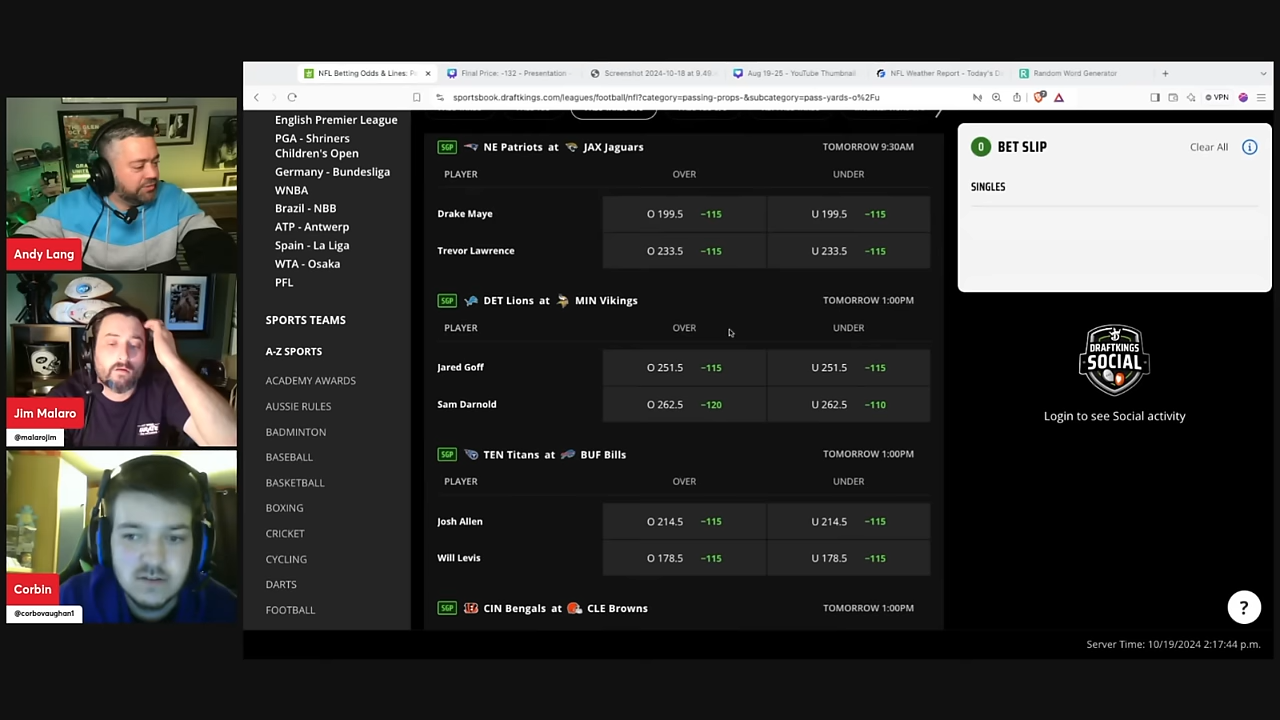 NFL Betting Odds & Lines: P
Final Price: -132 - Presentation
Screenshot 2024-10-18 at 9.49
Aug 19-25 - YouTube Thumbnail
NFL Weather Report - Today's D
Random Word Generator
sportsbook.draftkings.com/leagues/football/nfl?category=passing-props-&subcategory=pass-yards-o%2Fu
VPN
English Premier League
PGA - Shriners
Children's Open
Germany - Bundesliga
WNBA
Brazil - NBB
ATP - Antwerp
Spain - La Liga
WTA - Osaka
PFL
SPORTS TEAMS
A-Z SPORTS
ACADEMY AWARDS
AUSSIE RULES
BADMINTON
BASEBALL
BASKETBALL
BOXING
CRICKET
CYCLING
DARTS
FOOTBALL
SGP NE Patriots at JAX Jaguars TOMORROW 9:30AM
PLAYER OVER UNDER
Drake Maye O 199.5 −115 U 199.5 −115
Trevor Lawrence O 233.5 −115 U 233.5 −115
SGP DET Lions at MIN Vikings TOMORROW 1:00PM
PLAYER OVER UNDER
Jared Goff O 251.5 −115 U 251.5 −115
Sam Darnold O 262.5 −120 U 262.5 −110
SGP TEN Titans at BUF Bills TOMORROW 1:00PM
PLAYER OVER UNDER
Josh Allen O 214.5 −115 U 214.5 −115
Will Levis O 178.5 −115 U 178.5 −115
SGP CIN Bengals at CLE Browns TOMORROW 1:00PM
0 BET SLIP Clear All
SINGLES
DRAFTKINGS
SOCIAL
Login to see Social activity
?
Server Time: 10/19/2024 2:17:44 p.m.
Andy Lang
Jim Malaro
@malarojim
Corbin
@corbovaughan1